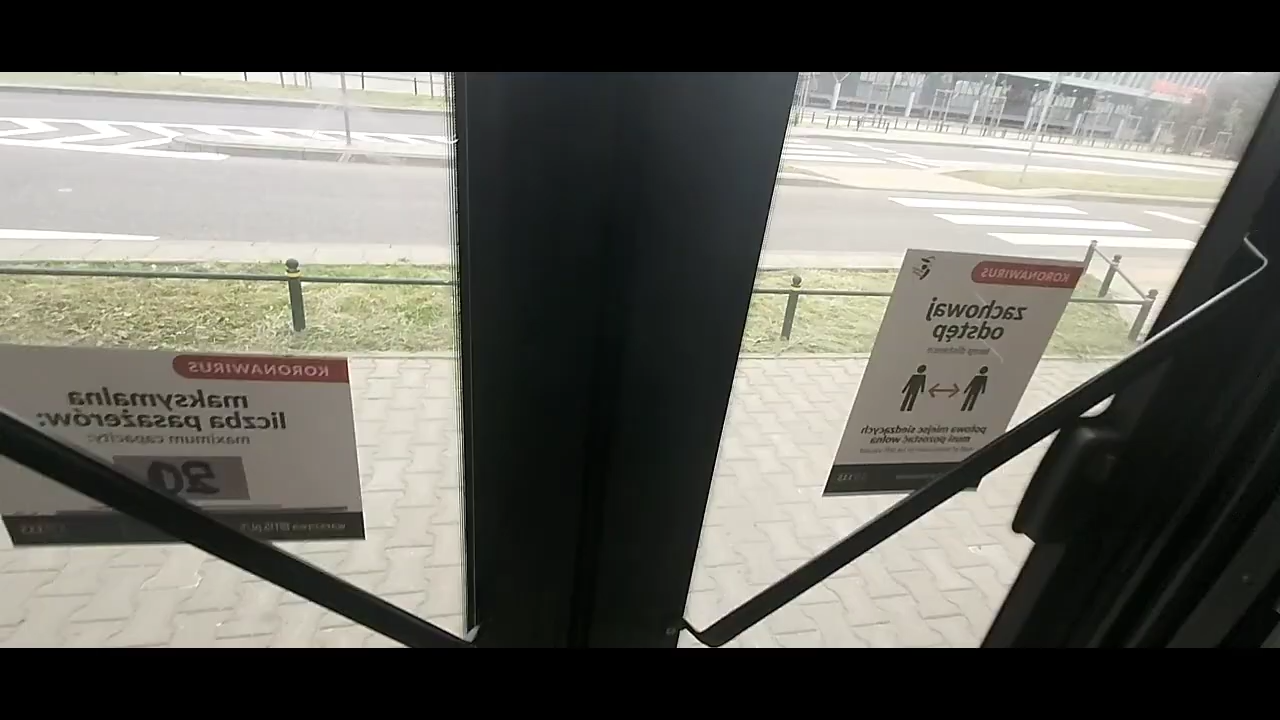 KORONAWIRUS
maksymalna
liczba pasażerów:
maximum capacity:
20
KORONAWIRUS
zachowaj
odstęp
keep distance
połowa miejsc siedzących
musi pozostać wolna